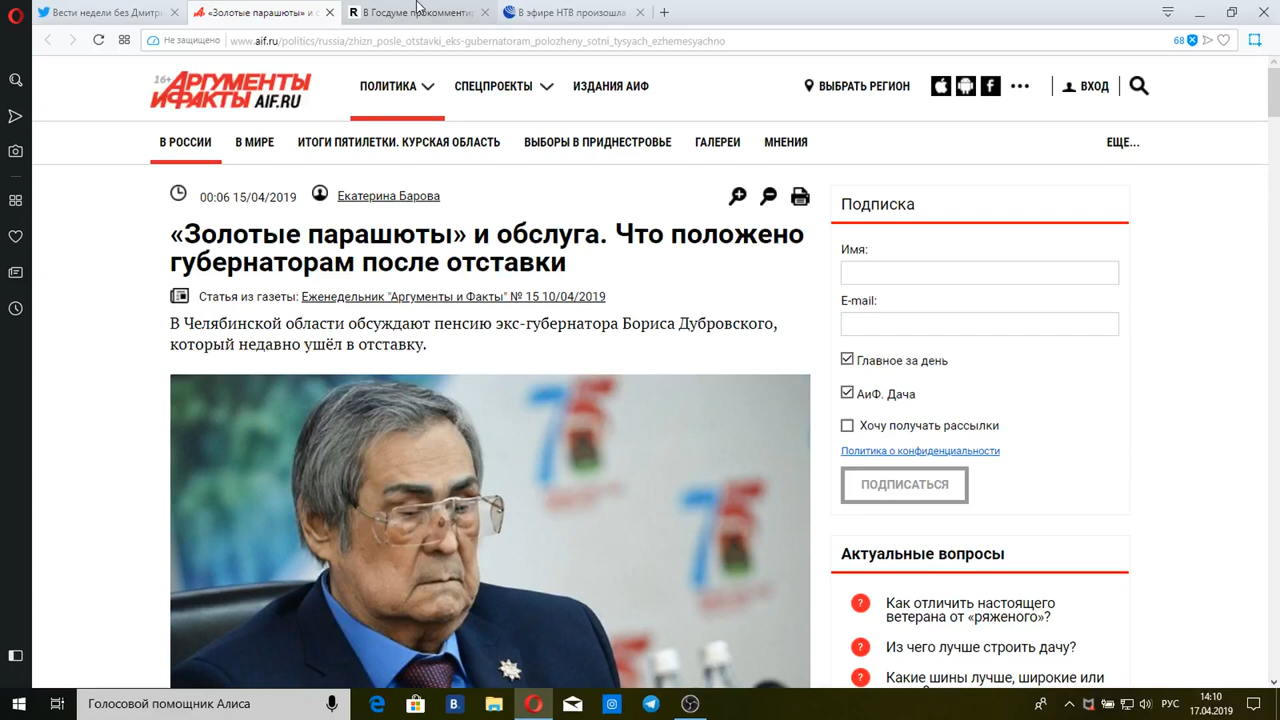 Вести недели без Дмитри
«Золотые парашюты» и с
В Госдуме прокомментир
В эфире НТВ произошла
Не защищено
www.aif.ru/politics/russia/zhizn_posle_otstavki_eks-gubernatoram_polozheny_sotni_tysyach_ezhemesyachno
68
16+
АРГУМЕНТЫ
И ФАКТЫ AIF.RU
ПОЛИТИКА
СПЕЦПРОЕКТЫ
ИЗДАНИЯ АИФ
ВЫБРАТЬ РЕГИОН
ВХОД
В РОССИИ
В МИРЕ
ИТОГИ ПЯТИЛЕТКИ. КУРСКАЯ ОБЛАСТЬ
ВЫБОРЫ В ПРИДНЕСТРОВЬЕ
ГАЛЕРЕИ
МНЕНИЯ
ЕЩЕ...
00:06 15/04/2019
Екатерина Барова
«Золотые парашюты» и обслуга. Что положено
губернаторам после отставки
Статья из газеты: Еженедельник "Аргументы и Факты" № 15 10/04/2019
В Челябинской области обсуждают пенсию экс-губернатора Бориса Дубровского,
который недавно ушёл в отставку.
75
75
Подписка
Имя:
E-mail:
Главное за день
АиФ. Дача
Хочу получать рассылки
Политика о конфиденциальности
ПОДПИСАТЬСЯ
Актуальные вопросы
Как отличить настоящего
ветерана от «ряженого»?
Из чего лучше строить дачу?
Какие шины лучше, широкие или
Голосовой помощник Алиса
РУС
14:10
17.04.2019